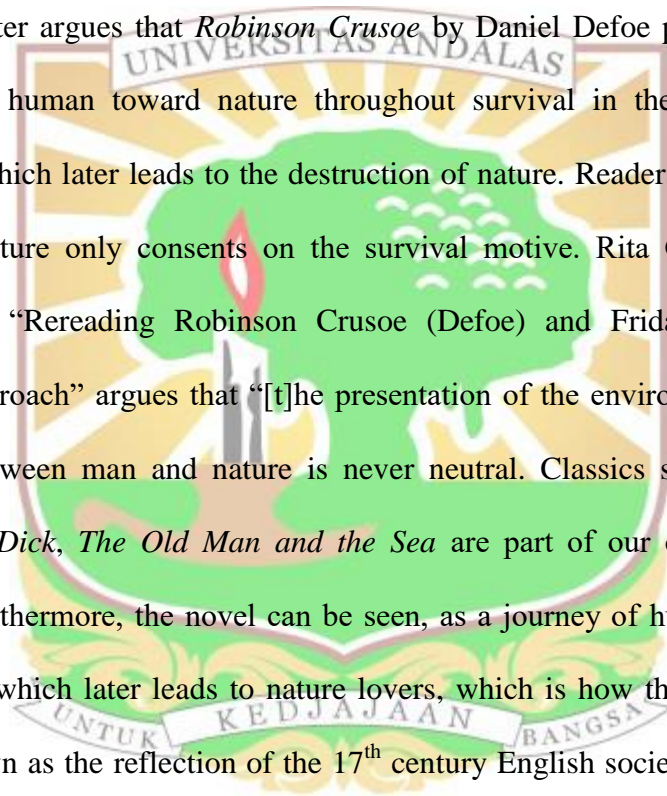 ter argues that Robinson Crusoe by Daniel Defoe p
UNIVERSITAS ANDALAS
human toward nature throughout survival in the
hich later leads to the destruction of nature. Reader
ture only consents on the survival motive. Rita
“Rereading Robinson Crusoe (Defoe) and Frida
roach” argues that “[t]he presentation of the enviro
tween man and nature is never neutral. Classics s
Dick, The Old Man and the Sea are part of our
thermore, the novel can be seen, as a journey of h
which later leads to nature lovers, which is how th
UNTUK KEDJAJAAN BANGSA
n as the reflection of the 17th century English socie